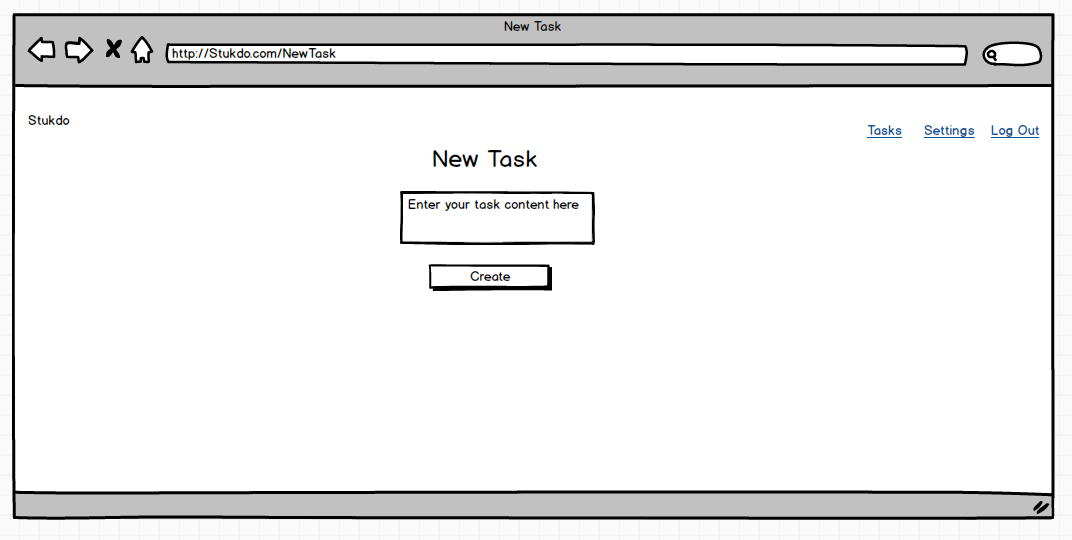 New Task
http://Stukdo.com/NewTask
Stukdo
Tasks Settings Log Out
New Task
Enter your task content here
Create